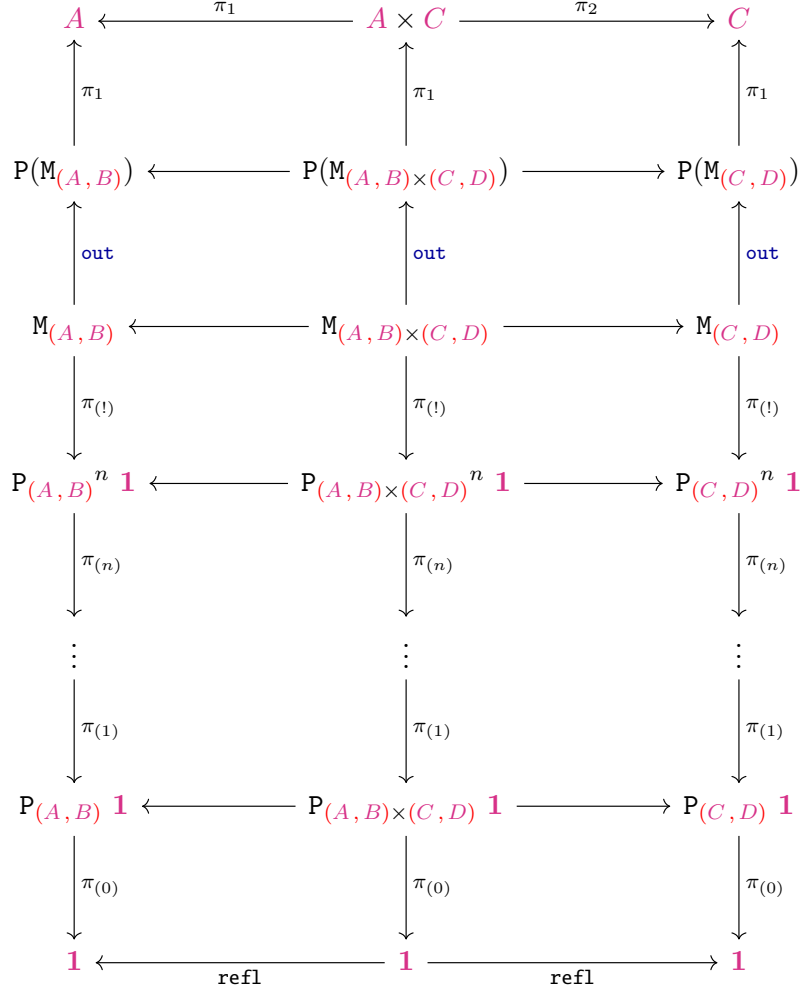 π₁ π₂
A A × C C
π₁ π₁ π₁
P(M₍A , B₎) P(M₍A , B₎×₍C , D₎) P(M₍C , D₎)
out out out
M₍A , B₎ M₍A , B₎×₍C , D₎ M₍C , D₎
π₍!₎ π₍!₎ π₍!₎
P₍A , B₎ⁿ 1 P₍A , B₎×₍C , D₎ⁿ 1 P₍C , D₎ⁿ 1
π₍n₎ π₍n₎ π₍n₎
⋮ ⋮ ⋮
π₍1₎ π₍1₎ π₍1₎
P₍A , B₎ 1 P₍A , B₎×₍C , D₎ 1 P₍C , D₎ 1
π₍0₎ π₍0₎ π₍0₎
1 1 1
refl refl